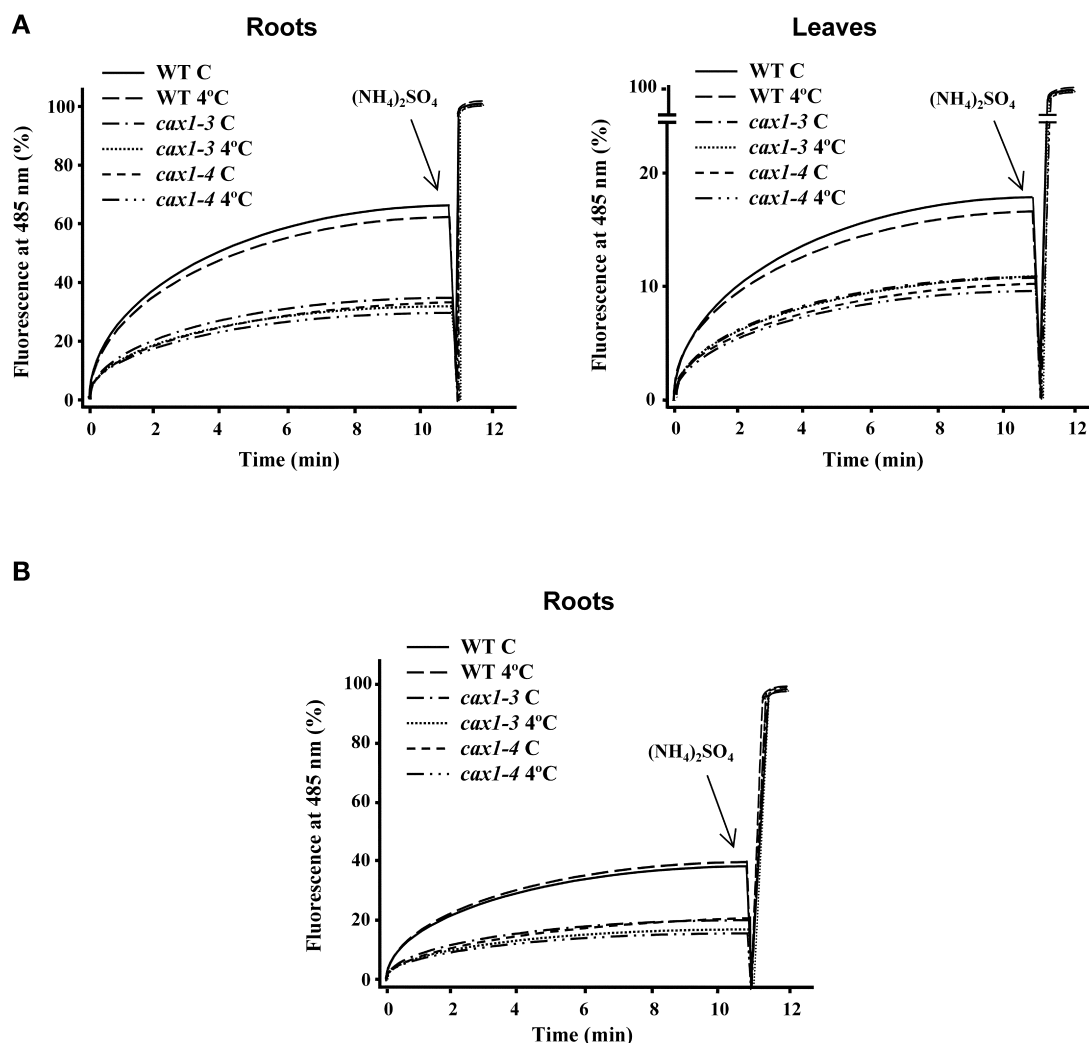 A
Roots
WT C
WT 4ºC
cax1-3 C
cax1-3 4ºC
cax1-4 C
cax1-4 4ºC
(NH4)2SO4
Fluorescence at 485 nm (%)
100
80
60
40
20
0
0 2 4 6 8 10 12
Time (min)
Leaves
WT C
WT 4ºC
cax1-3 C
cax1-3 4ºC
cax1-4 C
cax1-4 4ºC
(NH4)2SO4
Fluorescence at 485 nm (%)
100
20
10
0
0 2 4 6 8 10 12
Time (min)
B
Roots
WT C
WT 4ºC
cax1-3 C
cax1-3 4ºC
cax1-4 C
cax1-4 4ºC
(NH4)2SO4
Fluorescence at 485 nm (%)
100
80
60
40
20
0
0 2 4 6 8 10 12
Time (min)